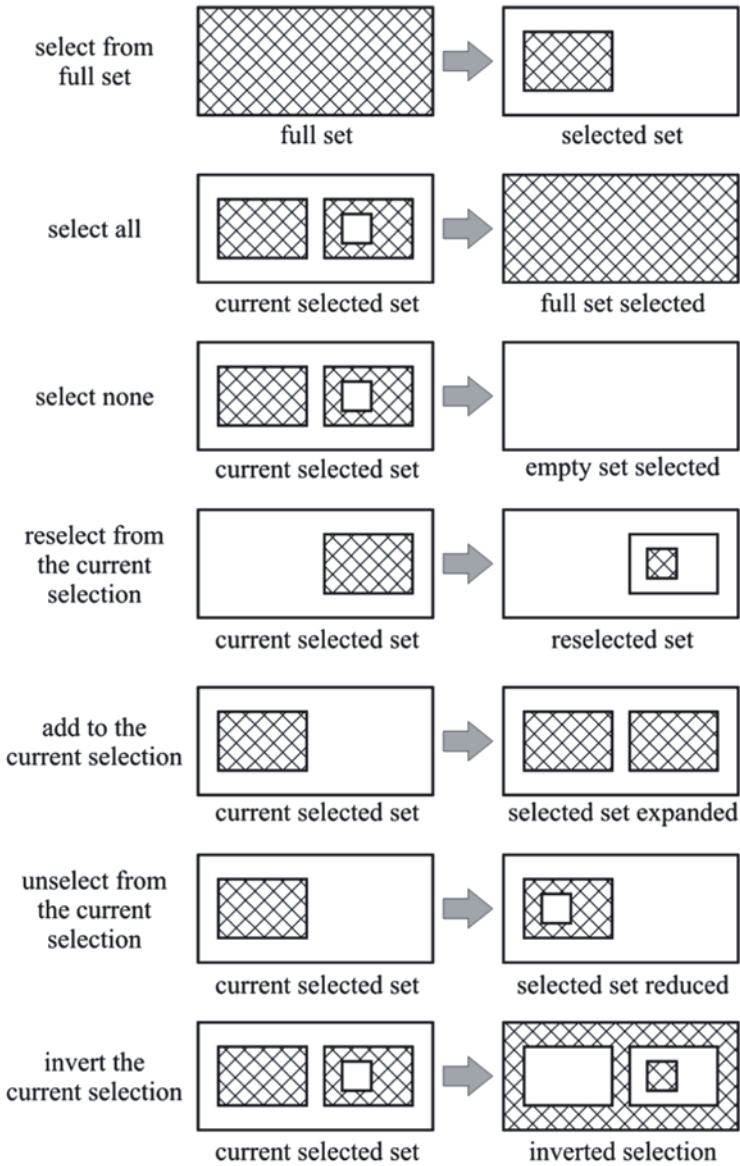 select from
full set
full set
selected set
select all
current selected set
full set selected
select none
current selected set
empty set selected
reselect from
the current
selection
current selected set
reselected set
add to the
current selection
current selected set
selected set expanded
unselect from
the current
selection
current selected set
selected set reduced
invert the
current selection
current selected set
inverted selection